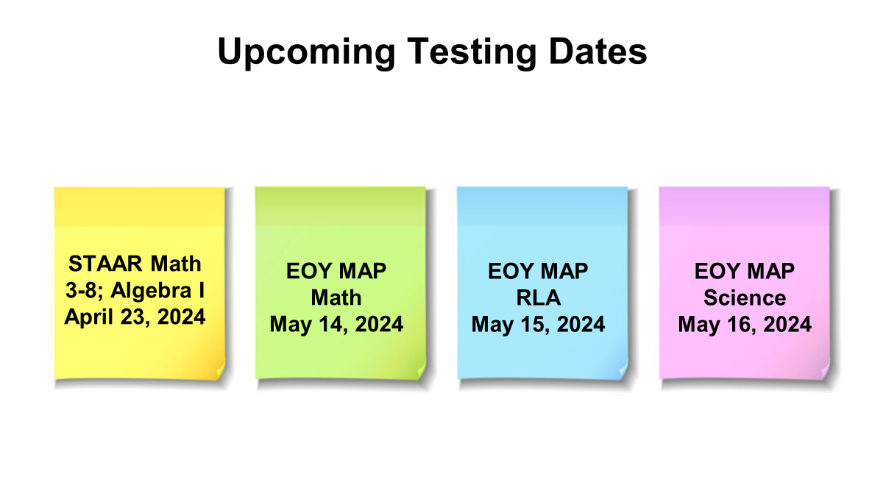 Upcoming Testing Dates
STAAR Math
3-8; Algebra I
April 23, 2024
EOY MAP
Math
May 14, 2024
EOY MAP
RLA
May 15, 2024
EOY MAP
Science
May 16, 2024